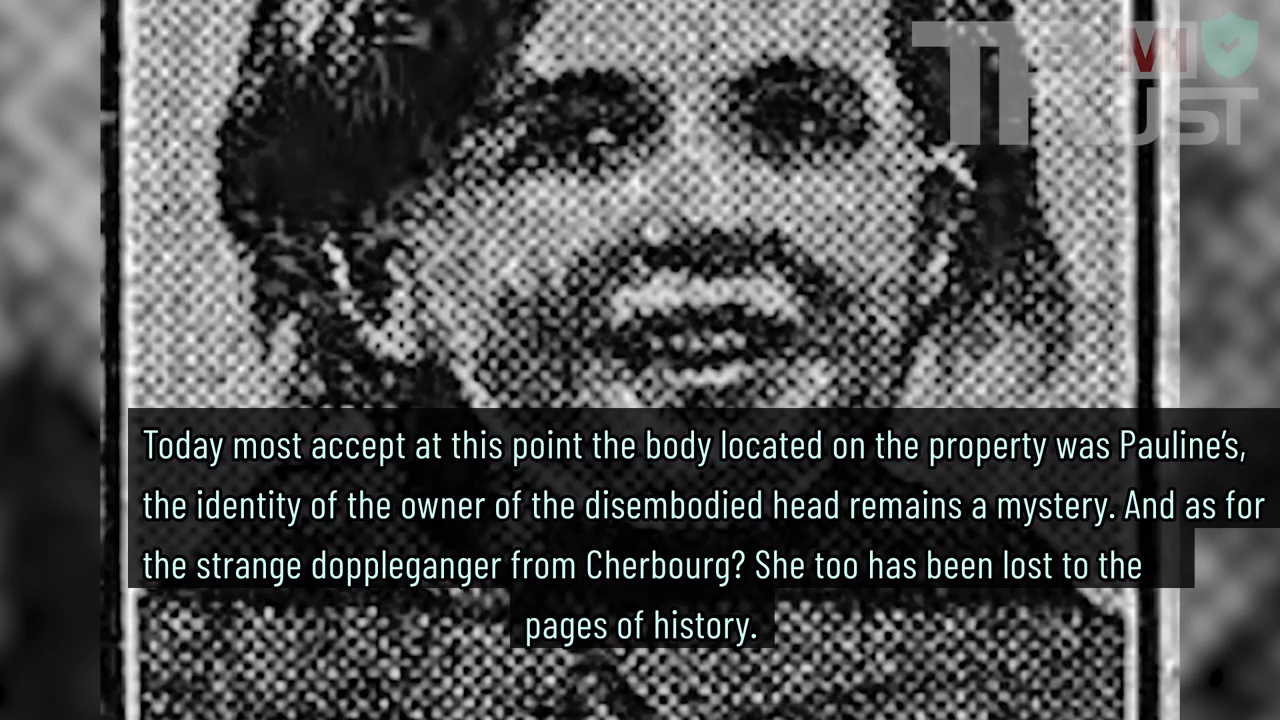 Today most accept at this point the body located on the property was Pauline’s,
the identity of the owner of the disembodied head remains a mystery. And as for
the strange doppleganger from Cherbourg? She too has been lost to the
pages of history.